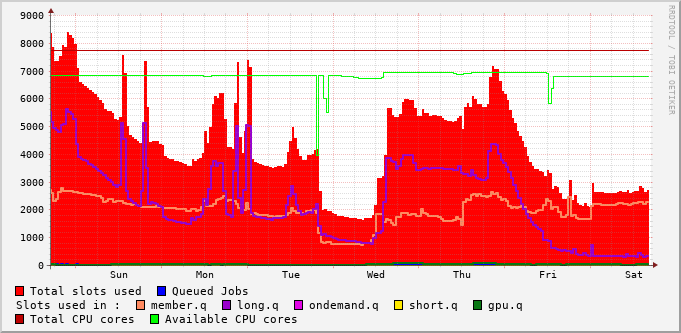 9000
8000
7000
6000
5000
4000
3000
2000
1000
0
Sun Mon Tue Wed Thu Fri Sat
RRDTOOL / TOBI OETIKER
Total slots used Queued Jobs
Slots used in : member.q long.q ondemand.q short.q gpu.q
Total CPU cores Available CPU cores